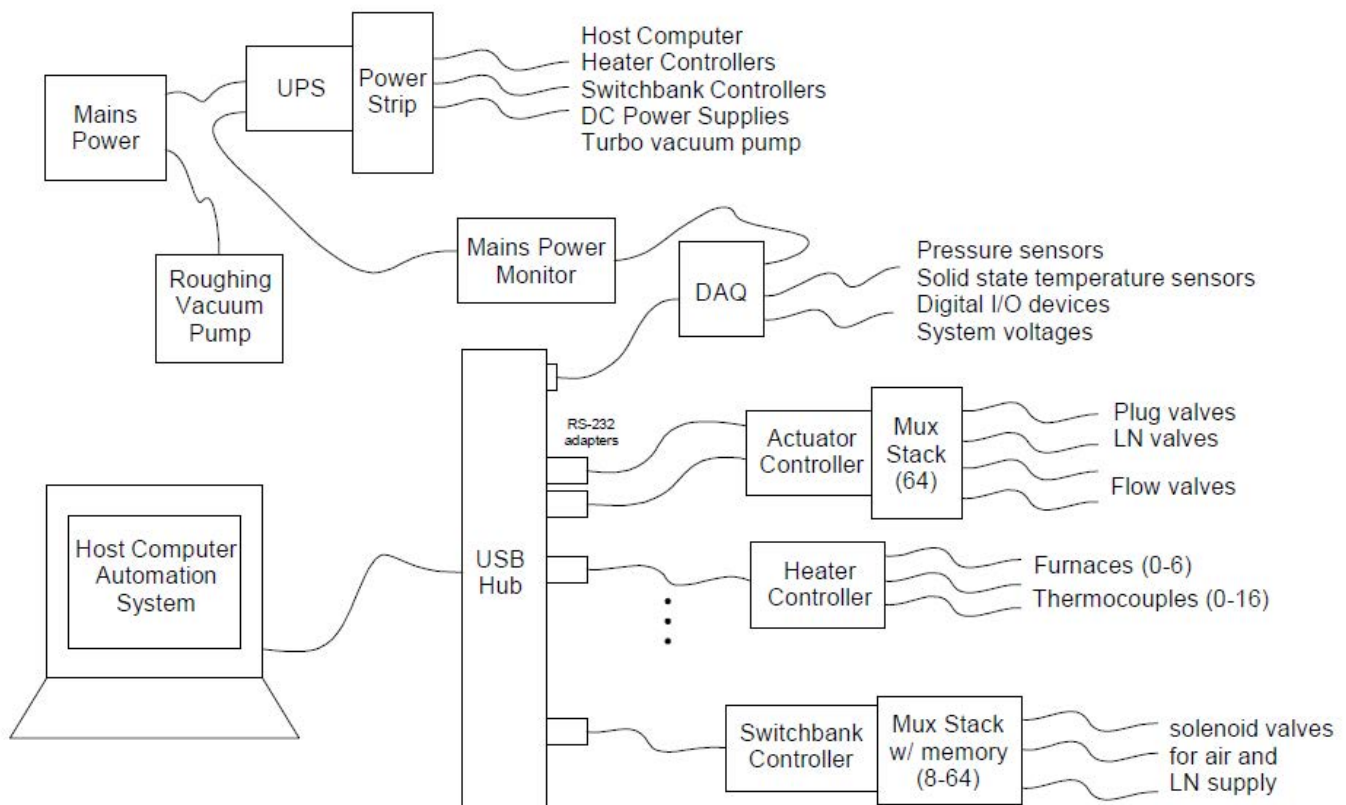 Host Computer
Heater Controllers
Switchbank Controllers
DC Power Supplies
Turbo vacuum pump
UPS
Power
Strip
Mains
Power
Mains Power
Monitor
Roughing
Vacuum
Pump
DAQ
Pressure sensors
Solid state temperature sensors
Digital I/O devices
System voltages
RS-232
adapters
Actuator
Controller
Mux
Stack
(64)
Plug valves
LN valves
Flow valves
Host Computer
Automation
System
USB
Hub
Heater
Controller
Furnaces (0-6)
Thermocouples (0-16)
Switchbank
Controller
Mux Stack
w/ memory
(8-64)
solenoid valves
for air and
LN supply